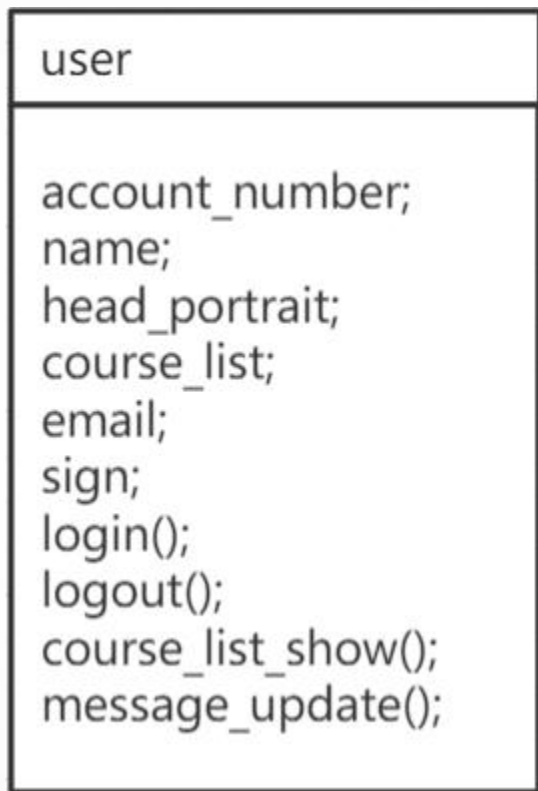 user
account_number;
name;
head_portrait;
course_list;
email;
sign;
login();
logout();
course_list_show();
message_update();